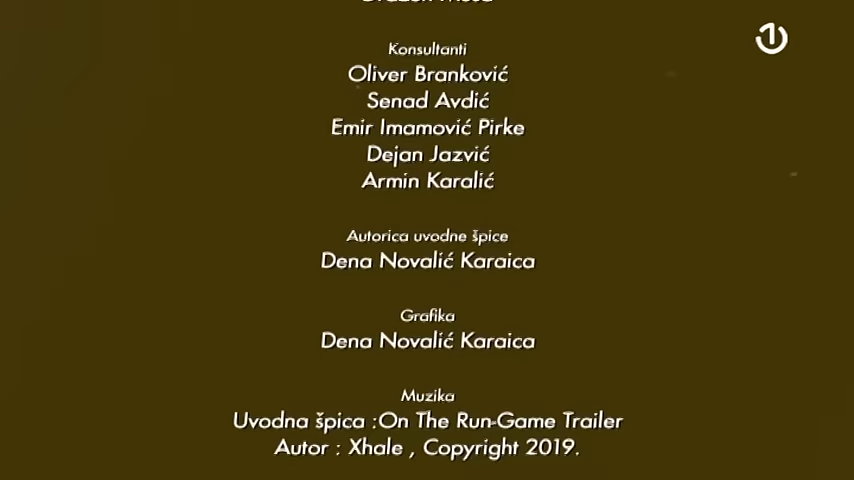 Konsultanti
Oliver Branković
Senad Avdić
Emir Imamović Pirke
Dejan Jazvić
Armin Karalić
Autorica uvodne špice
Dena Novalić Karaica
Grafika
Dena Novalić Karaica
Muzika
Uvodna špica :On The Run-Game Trailer
Autor : Xhale , Copyright 2019.